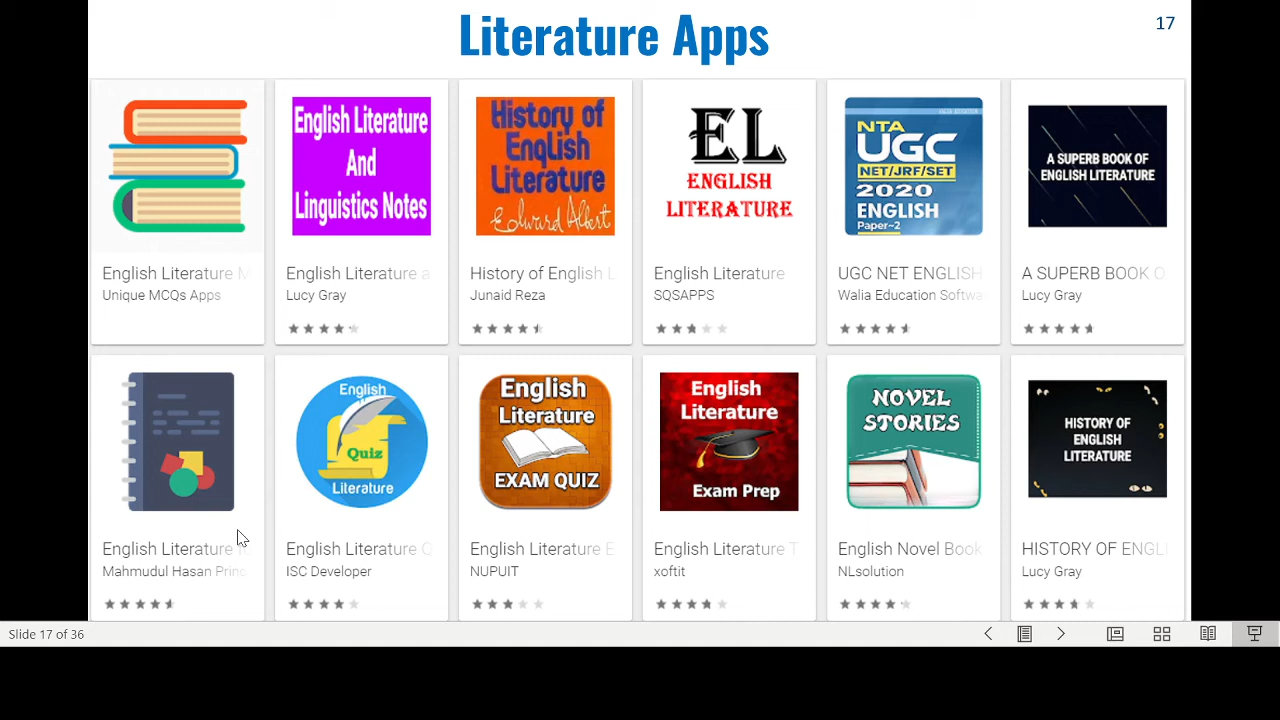 Literature Apps
17
English Literature
And
Linguistics Notes
History of
English
Literature
Edward Albert
EL
ENGLISH
LITERATURE
NTA
UGC
NET/JRF/SET
2020
ENGLISH
Paper-2
A SUPERB BOOK OF
ENGLISH LITERATURE
English Literature M
Unique MCQs Apps
English Literature a
Lucy Gray
History of English L
Junaid Reza
English Literature
SQSAPPS
UGC NET ENGLISH
Walia Education Softwa
A SUPERB BOOK O
Lucy Gray
English
Quiz
Literature
English
Literature
EXAM QUIZ
English
Literature
Exam Prep
NOVEL
STORIES
HISTORY OF
ENGLISH
LITERATURE
English Literature
Mahmudul Hasan Princ
English Literature Q
ISC Developer
English Literature E
NUPUIT
English Literature T
xoftit
English Novel Book
NLsolution
HISTORY OF ENGL
Lucy Gray
Slide 17 of 36